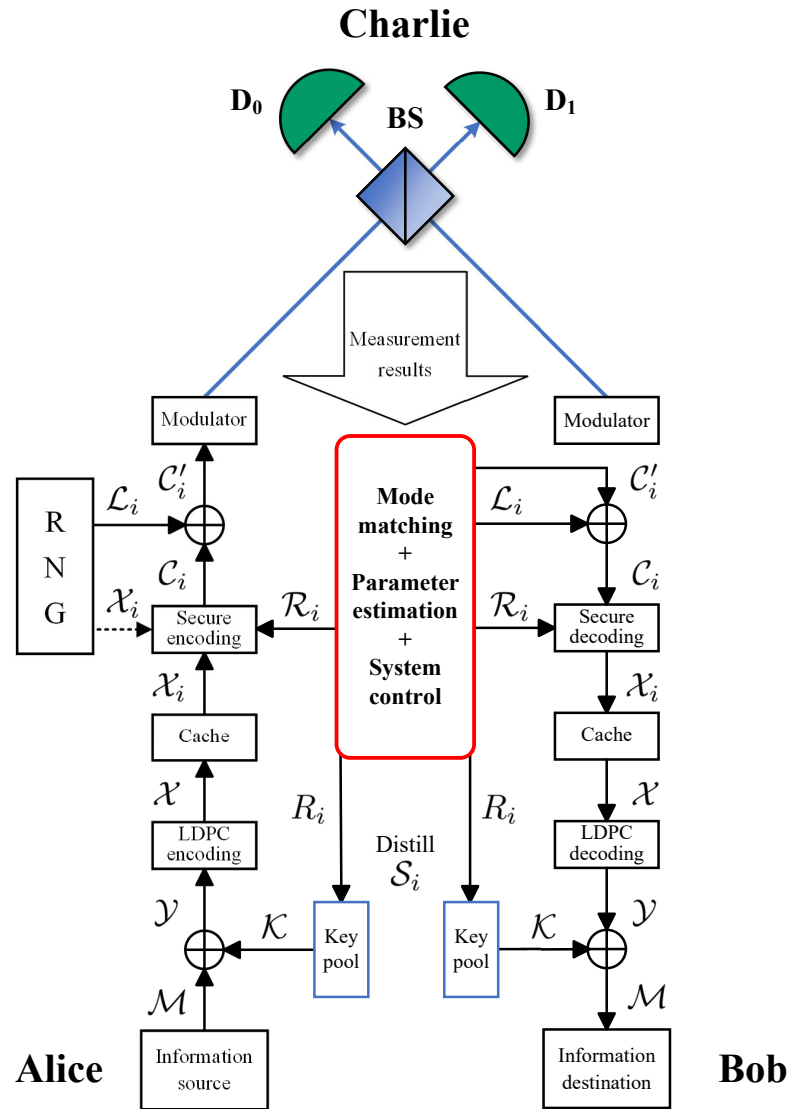 Charlie
D₀
BS
D₁
Measurement
results
Modulator
Modulator
R
N
G
ℒᵢ
𝒞′ᵢ
𝒞ᵢ
𝒳ᵢ
Secure
encoding
ℛᵢ
Mode
matching
+
Parameter
estimation
+
System
control
ℒᵢ
𝒞′ᵢ
𝒞ᵢ
ℛᵢ
Secure
decoding
𝒳ᵢ
𝒳ᵢ
Cache
Cache
𝒳
𝒳
LDPC
encoding
Rᵢ
Rᵢ
Distill
𝒮ᵢ
LDPC
decoding
𝒴
𝒦
Key
pool
Key
pool
𝒦
𝒴
ℳ
ℳ
Alice
Information
source
Information
destination
Bob